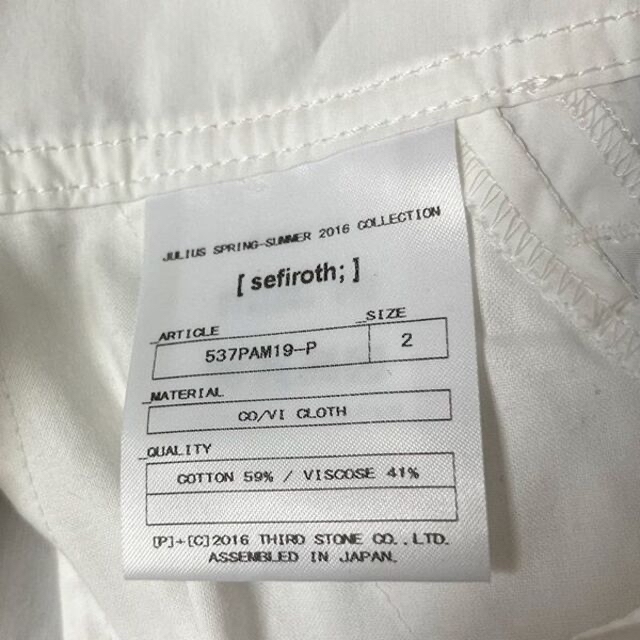 JULIUS SPRING-SUMMER 2016 COLLECTION
[ sefiroth; ]
_ARTICLE
_SIZE
537PAM19-P
2
_MATERIAL
CO/VI CLOTH
_QUALITY
COTTON 59% / VISCOSE 41%
[P]+[C]2016 THIRD STONE CO.,LTD.
ASSEMBLED IN JAPAN.